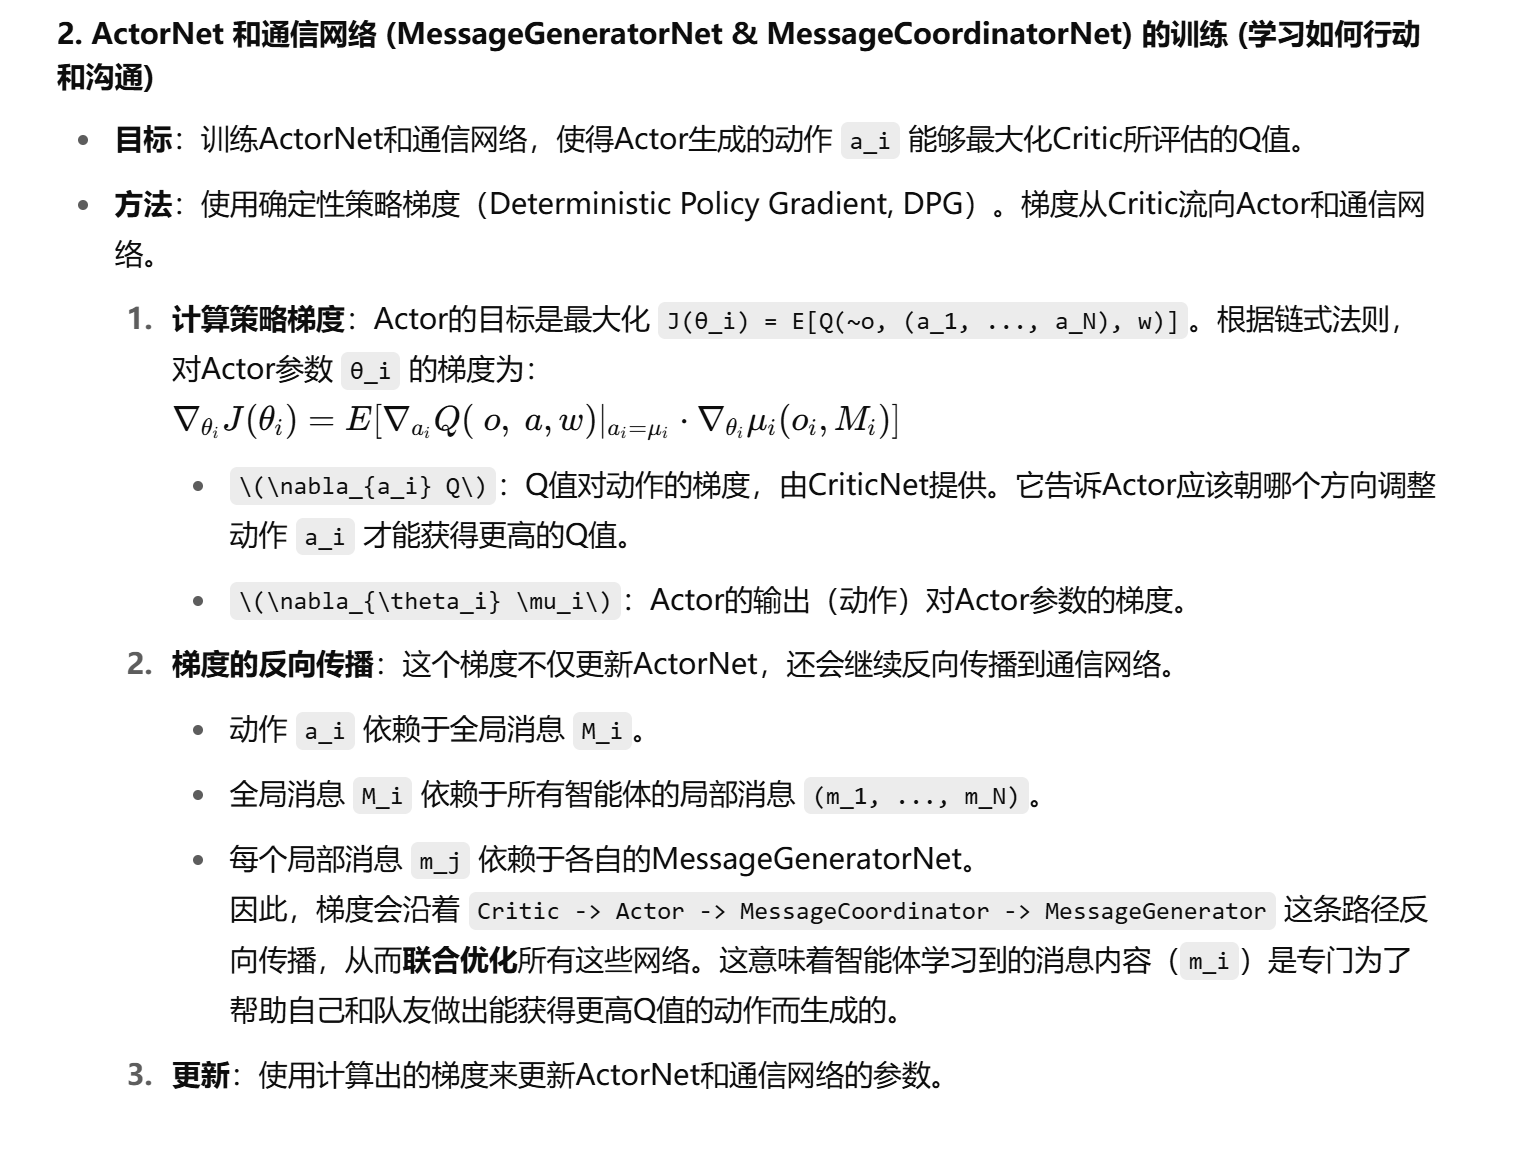 2. ActorNet 和通信网络 (MessageGeneratorNet & MessageCoordinatorNet) 的训练 (学习如何行动
和沟通)
• 目标：训练ActorNet和通信网络，使得Actor生成的动作 a_i 能够最大化Critic所评估的Q值。
• 方法：使用确定性策略梯度（Deterministic Policy Gradient, DPG）。梯度从Critic流向Actor和通信网
络。
1. 计算策略梯度：Actor的目标是最大化 J(θ_i) = E[Q(~o, (a_1, ..., a_N), w)]。根据链式法则，
对Actor参数 θ_i 的梯度为：
∇_{θ_i} J(θ_i) = E[∇_{a_i} Q( o, a, w)|_{a_i=μ_i} · ∇_{θ_i} μ_i(o_i, M_i)]
• \(\nabla_{a_i} Q\)：Q值对动作的梯度，由CriticNet提供。它告诉Actor应该朝哪个方向调整
动作 a_i 才能获得更高的Q值。
• \(\nabla_{\theta_i} \mu_i\)：Actor的输出（动作）对Actor参数的梯度。
2. 梯度的反向传播：这个梯度不仅更新ActorNet，还会继续反向传播到通信网络。
• 动作 a_i 依赖于全局消息 M_i。
• 全局消息 M_i 依赖于所有智能体的局部消息 (m_1, ..., m_N)。
• 每个局部消息 m_j 依赖于各自的MessageGeneratorNet。
因此，梯度会沿着 Critic -> Actor -> MessageCoordinator -> MessageGenerator 这条路径反
向传播，从而联合优化所有这些网络。这意味着智能体学习到的消息内容（m_i）是专门为了
帮助自己和队友做出能获得更高Q值的动作而生成的。
3. 更新：使用计算出的梯度来更新ActorNet和通信网络的参数。